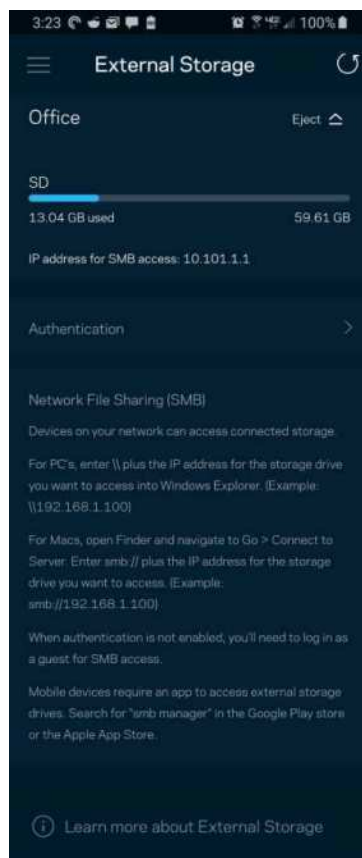 3:23 100%
External Storage
Office Eject
SD
13.04 GB used 59.61 GB
IP address for SMB access: 10.101.1.1
Authentication
Network File Sharing (SMB)
Devices on your network can access connected storage.
For PC's, enter \\ plus the IP address for the storage drive
you want to access into Windows Explorer. (Example:
\\192.168.1.100)
For Macs, open Finder and navigate to Go > Connect to
Server. Enter smb:// plus the IP address for the storage
drive you want to access. (Example:
smb://192.168.1.100)
When authentication is not enabled, you'll need to log in as
a guest for SMB access.
Mobile devices require an app to access external storage
drives. Search for "smb manager" in the Google Play store
or the Apple App Store.
Learn more about External Storage